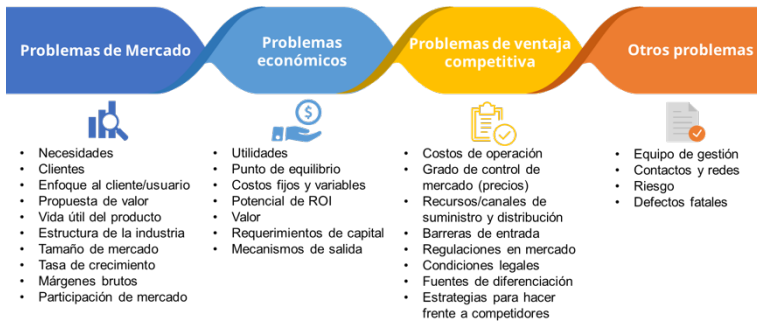 Problemas de Mercado
Problemas
económicos
Problemas de ventaja
competitiva
Otros problemas
$
• Necesidades
• Clientes
• Enfoque al cliente/usuario
• Propuesta de valor
• Vida útil del producto
• Estructura de la industria
• Tamaño de mercado
• Tasa de crecimiento
• Márgenes brutos
• Participación de mercado
• Utilidades
• Punto de equilibrio
• Costos fijos y variables
• Potencial de ROI
• Valor
• Requerimientos de capital
• Mecanismos de salida
• Costos de operación
• Grado de control de
mercado (precios)
• Recursos/canales de
suministro y distribución
• Barreras de entrada
• Regulaciones en mercado
• Condiciones legales
• Fuentes de diferenciación
• Estrategias para hacer
frente a competidores
• Equipo de gestión
• Contactos y redes
• Riesgo
• Defectos fatales